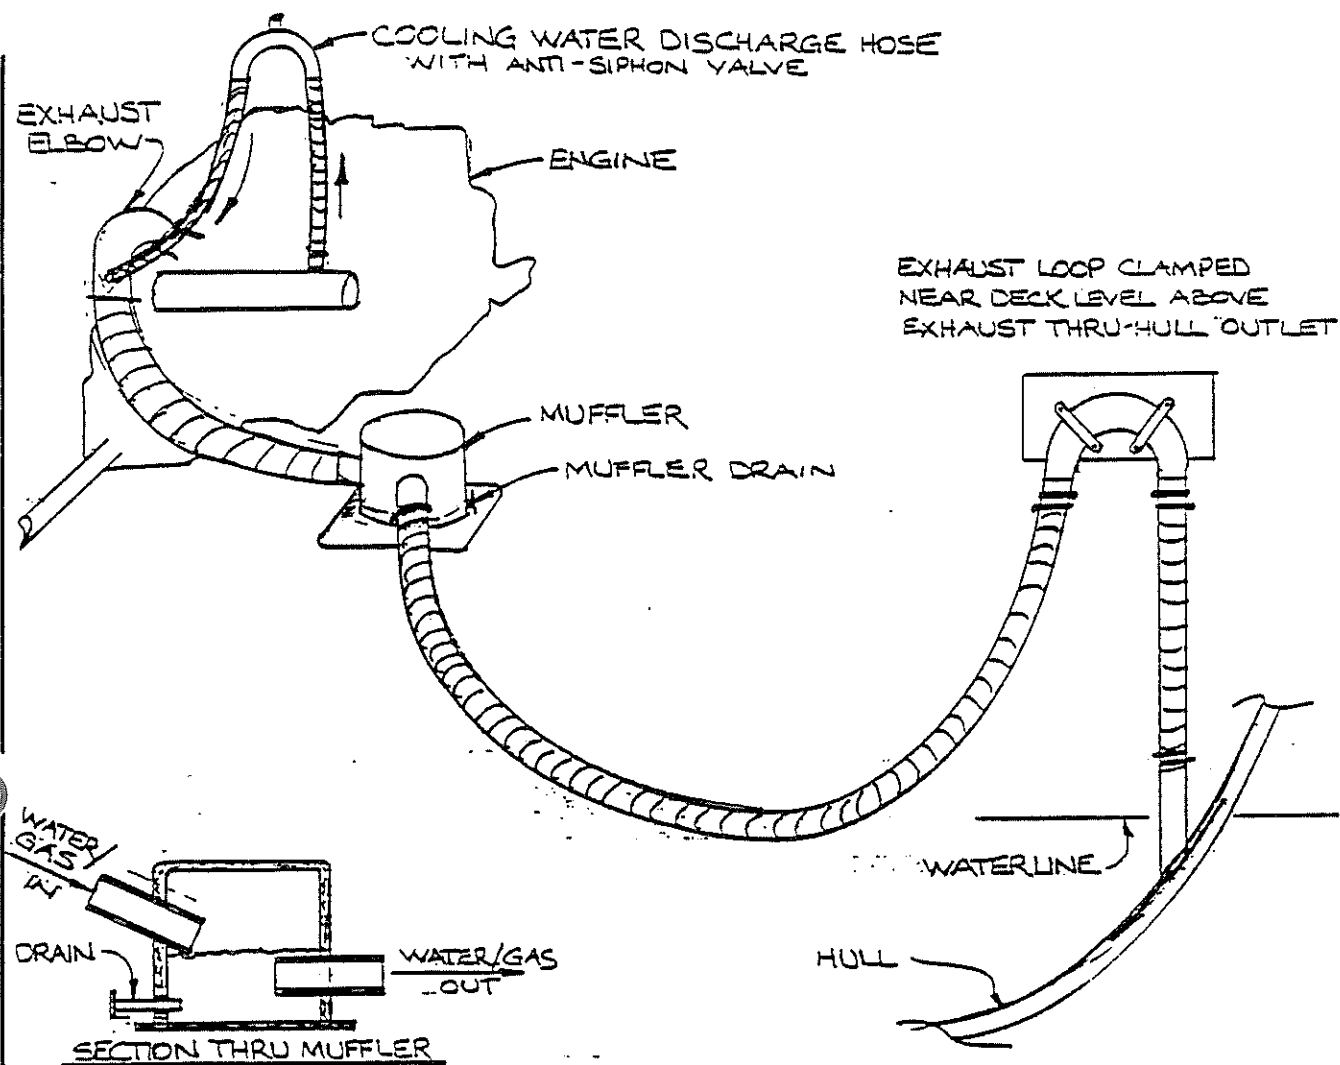 COOLING WATER DISCHARGE HOSE
WITH ANTI-SIPHON VALVE
EXHAUST
ELBOW
ENGINE
EXHAUST LOOP CLAMPED
NEAR DECK LEVEL ABOVE
EXHAUST THRU-HULL OUTLET
MUFFLER
MUFFLER DRAIN
WATERLINE
HULL
WATER/
GAS
IN
DRAIN
WATER/GAS
OUT
SECTION THRU MUFFLER